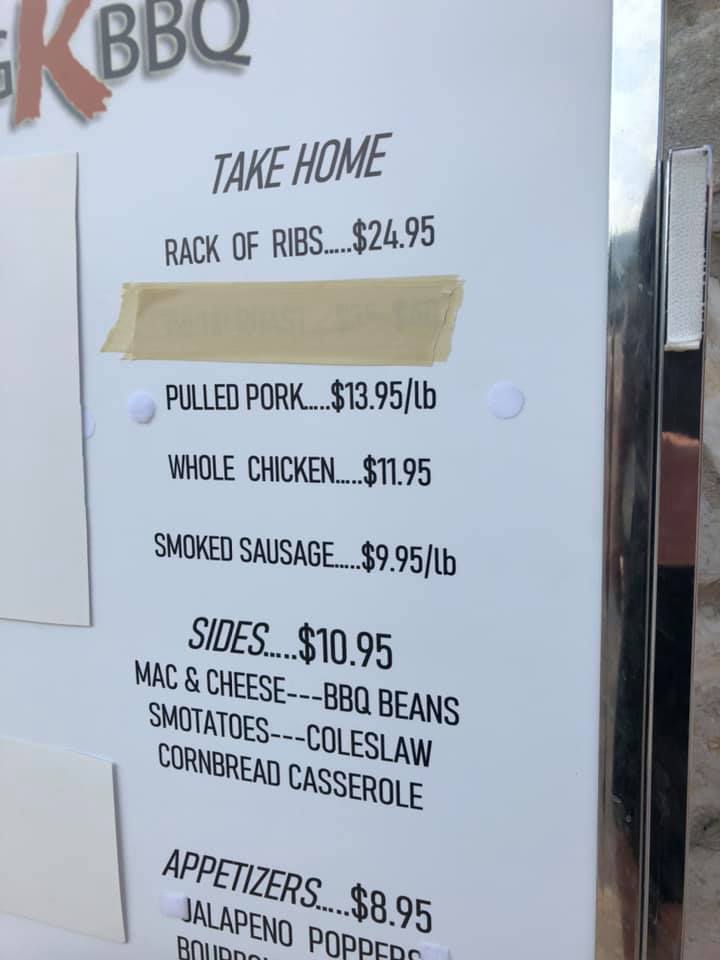 K BBQ
TAKE HOME
RACK OF RIBS.....$24.95
PULLED PORK.....$13.95/lb
WHOLE CHICKEN.....$11.95
SMOKED SAUSAGE.....$9.95/lb
SIDES.....$10.95
MAC & CHEESE---BBQ BEANS
SMOTATOES---COLESLAW
CORNBREAD CASSEROLE
APPETIZERS.....$8.95
JALAPENO POPPERS